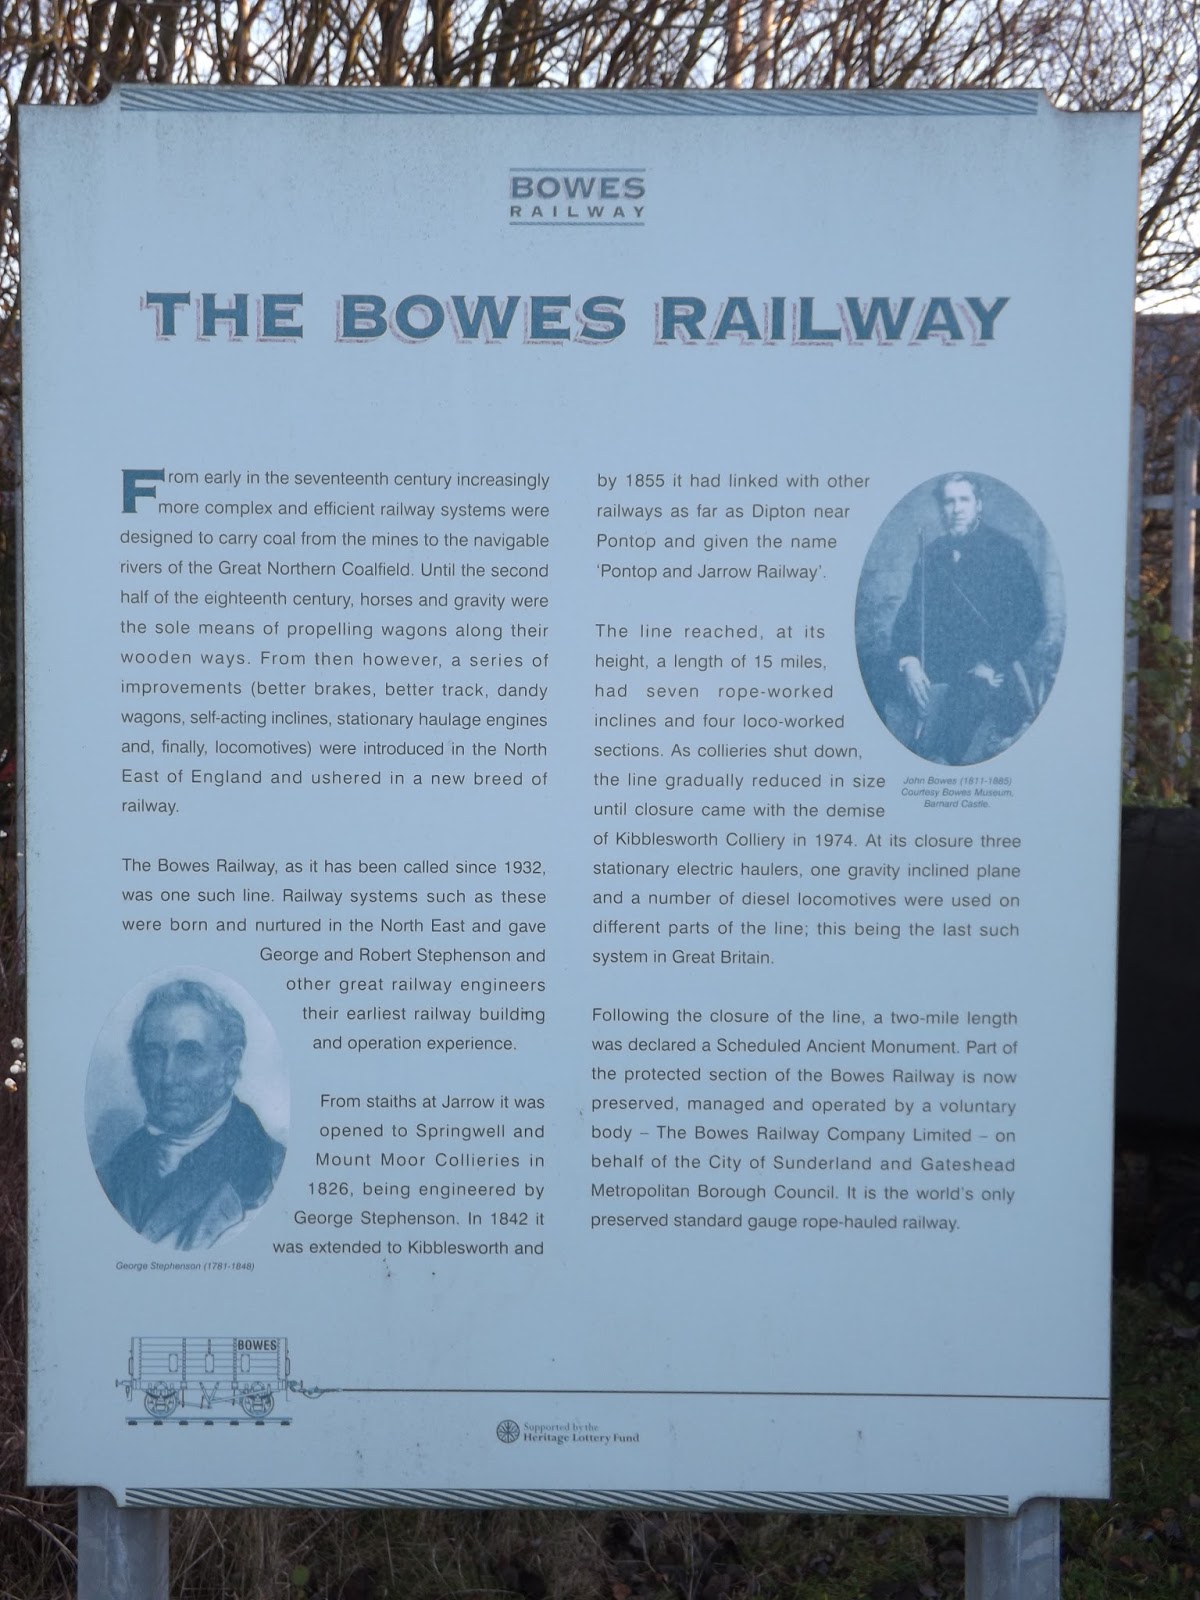 BOWES
RAILWAY
THE BOWES RAILWAY
From early in the seventeenth century increasingly
more complex and efficient railway systems were
designed to carry coal from the mines to the navigable
rivers of the Great Northern Coalfield. Until the second
half of the eighteenth century, horses and gravity were
the sole means of propelling wagons along their
wooden ways. From then however, a series of
improvements (better brakes, better track, dandy
wagons, self-acting inclines, stationary haulage engines
and, finally, locomotives) were introduced in the North
East of England and ushered in a new breed of
railway.
The Bowes Railway, as it has been called since 1932,
was one such line. Railway systems such as these
were born and nurtured in the North East and gave
George and Robert Stephenson and
other great railway engineers
their earliest railway building
and operation experience.
From staiths at Jarrow it was
opened to Springwell and
Mount Moor Collieries in
1826, being engineered by
George Stephenson. In 1842 it
was extended to Kibblesworth and
George Stephenson (1781-1848)
by 1855 it had linked with other
railways as far as Dipton near
Pontop and given the name
'Pontop and Jarrow Railway'.
The line reached, at its
height, a length of 15 miles,
had seven rope-worked
inclines and four loco-worked
sections. As collieries shut down,
the line gradually reduced in size
until closure came with the demise
of Kibblesworth Colliery in 1974. At its closure three
stationary electric haulers, one gravity inclined plane
and a number of diesel locomotives were used on
different parts of the line; this being the last such
system in Great Britain.
John Bowes (1811-1885)
Courtesy Bowes Museum,
Barnard Castle.
Following the closure of the line, a two-mile length
was declared a Scheduled Ancient Monument. Part of
the protected section of the Bowes Railway is now
preserved, managed and operated by a voluntary
body – The Bowes Railway Company Limited – on
behalf of the City of Sunderland and Gateshead
Metropolitan Borough Council. It is the world's only
preserved standard gauge rope-hauled railway.
BOWES
Supported by the
Heritage Lottery Fund